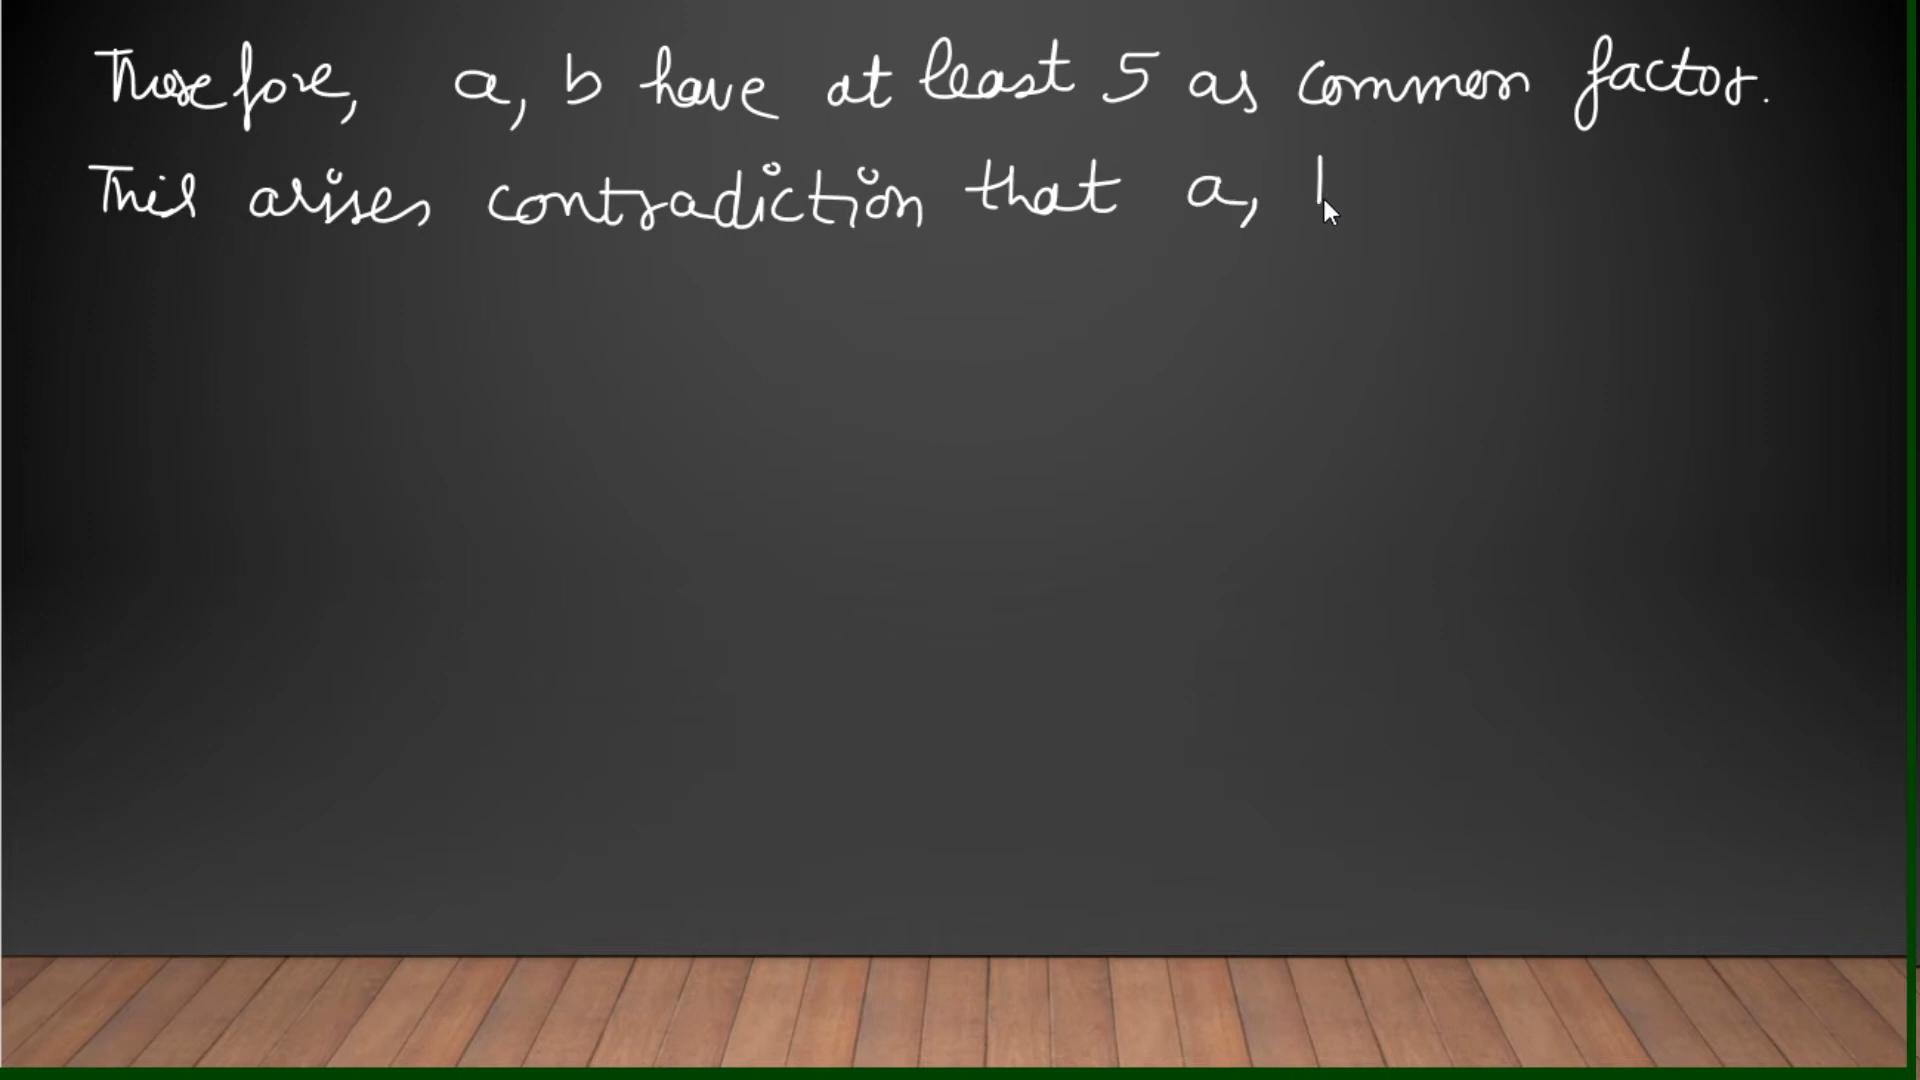 Therefore, a, b have at least 5 as common factor.
This arises contradiction that a,